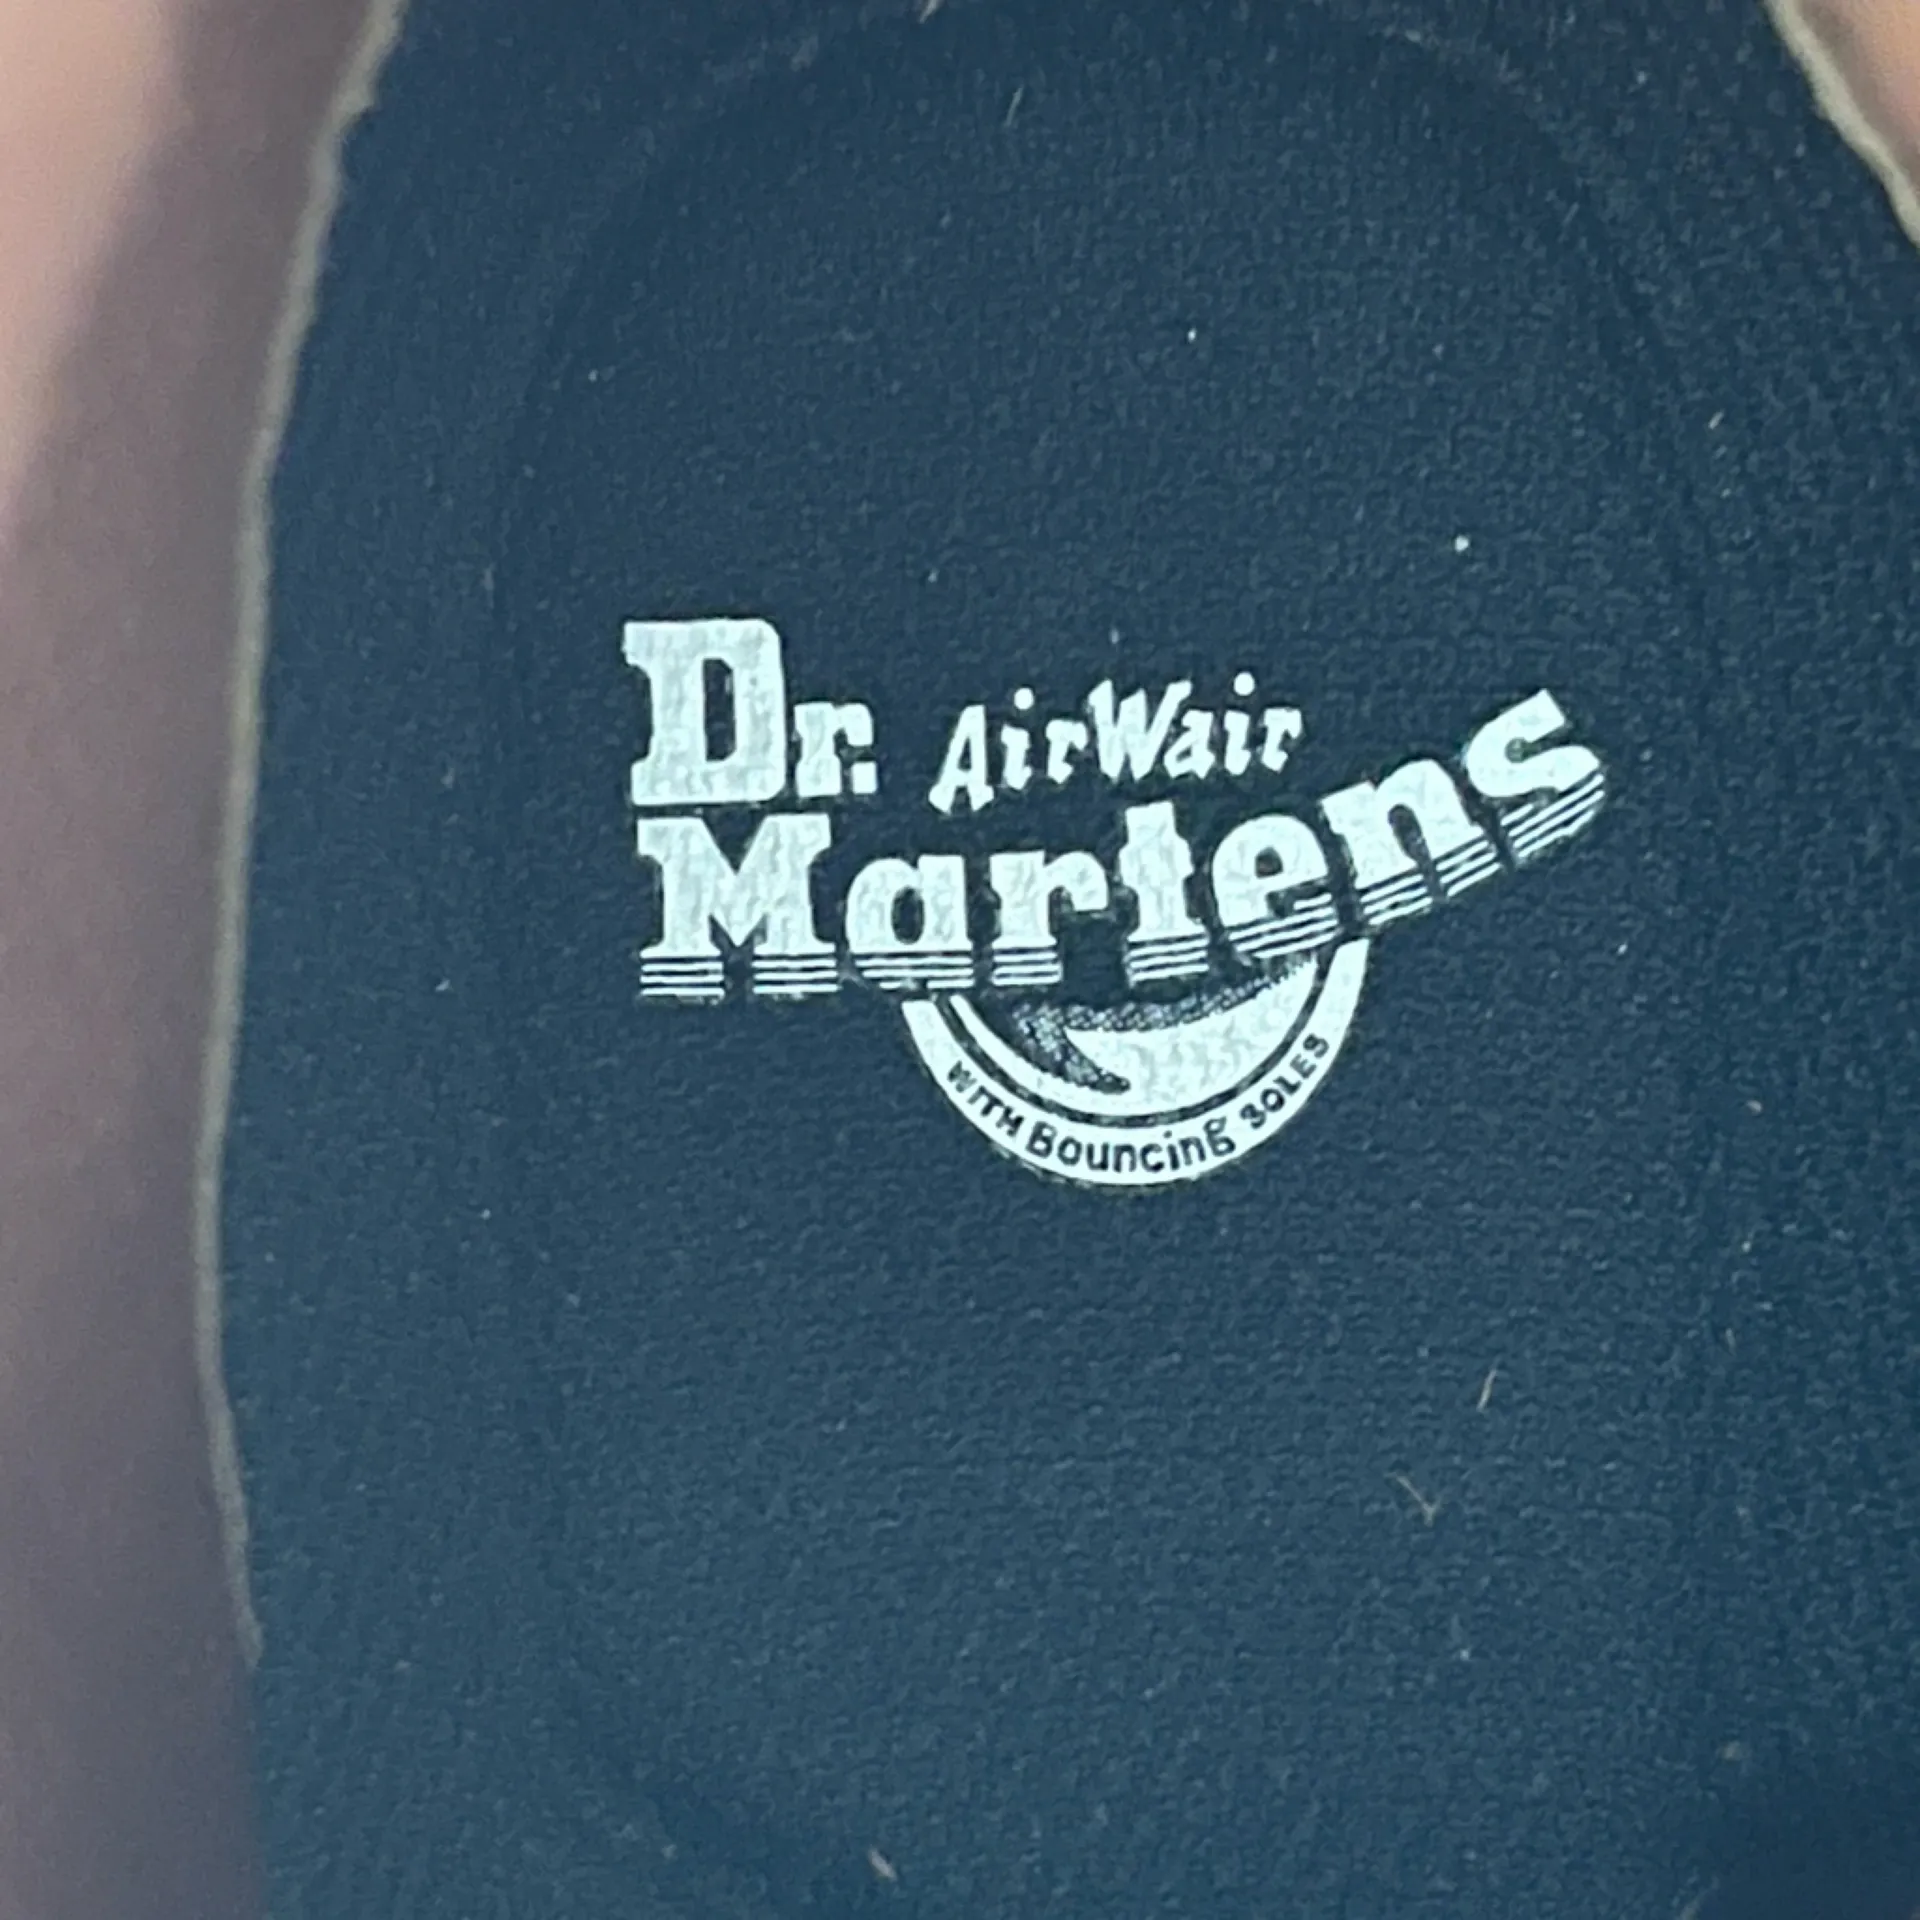 Dr. AirWair
Martens
WITH Bouncing SOLES